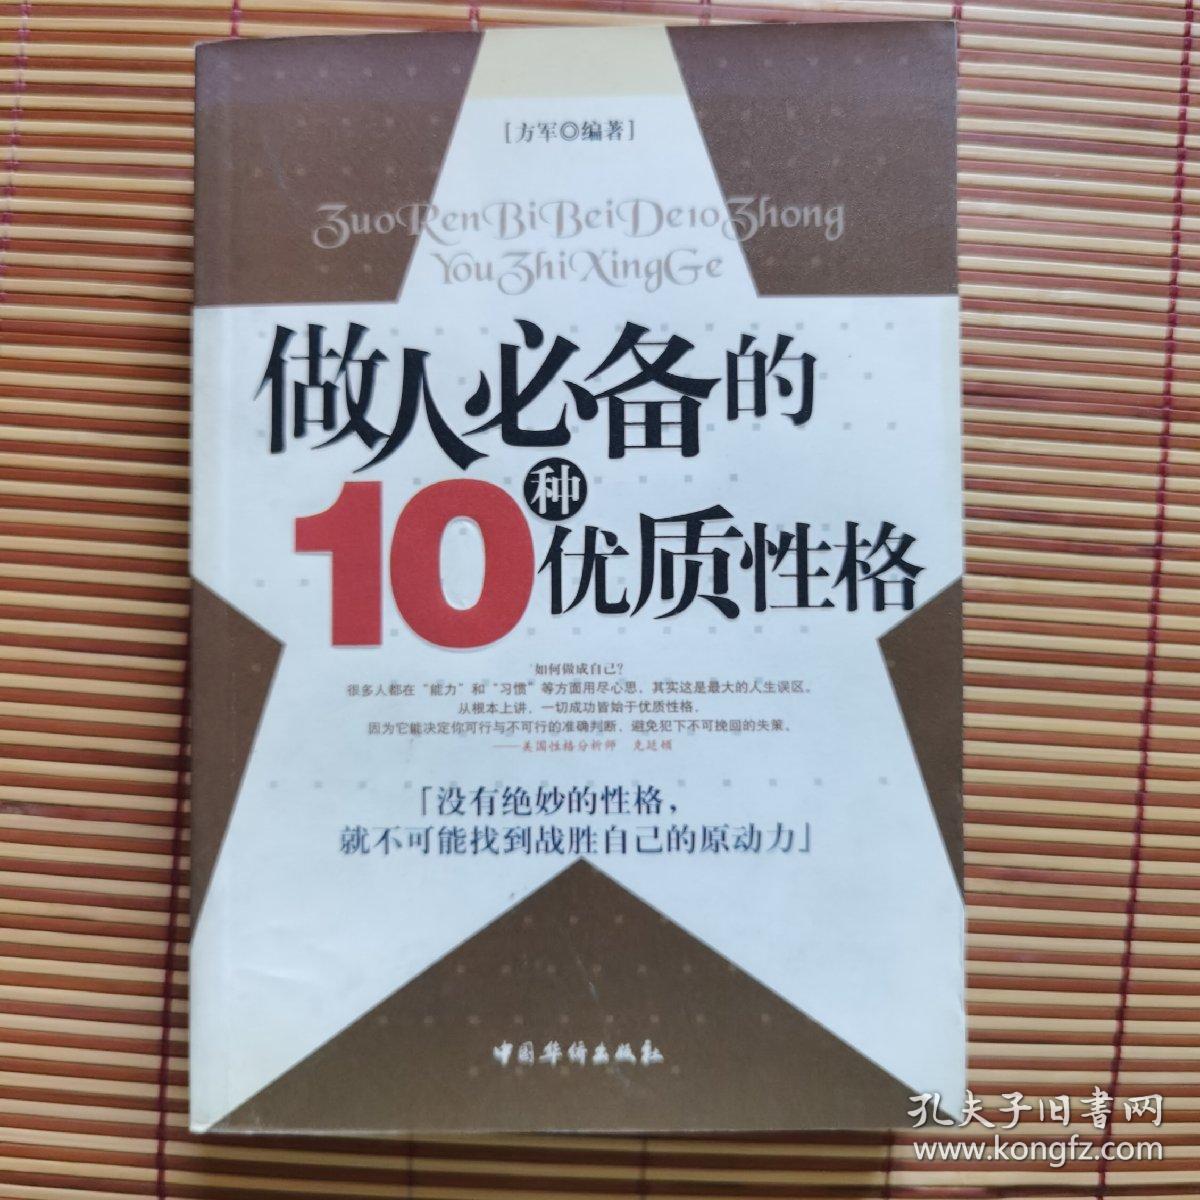 [方军◎编著]
ZuoRenBiBeiDe10Zhong
YouZhiXingGe
做人必备的
10种优质性格
如何做成自己?
很多人都在“能力”和“习惯”等方面用尽心思,其实这是最大的人生误区。
从根本上讲,一切成功皆始于优质性格,
因为它能决定你可行与不可行的准确判断,避免犯下不可挽回的失策。
——美国性格分析师 克廷顿
「没有绝妙的性格,
就不可能找到战胜自己的原动力」
中国华侨出版社
孔夫子旧书网
www.kongfz.com